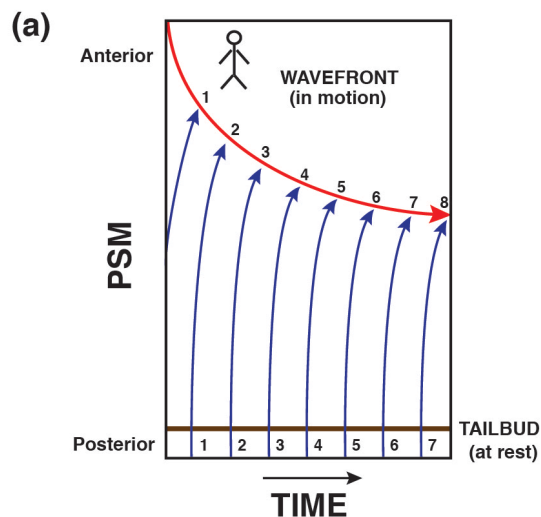 (a)
Anterior
WAVEFRONT
(in motion)
1
2
3
4
5
6
7
8
PSM
TAILBUD
(at rest)
Posterior
1 2 3 4 5 6 7
TIME